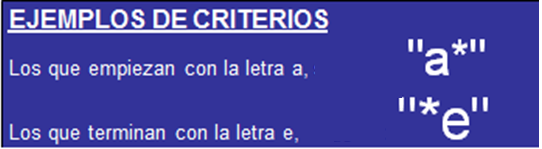 EJEMPLOS DE CRITERIOS
Los que empiezan con la letra a, "a*"
Los que terminan con la letra e, "*e"